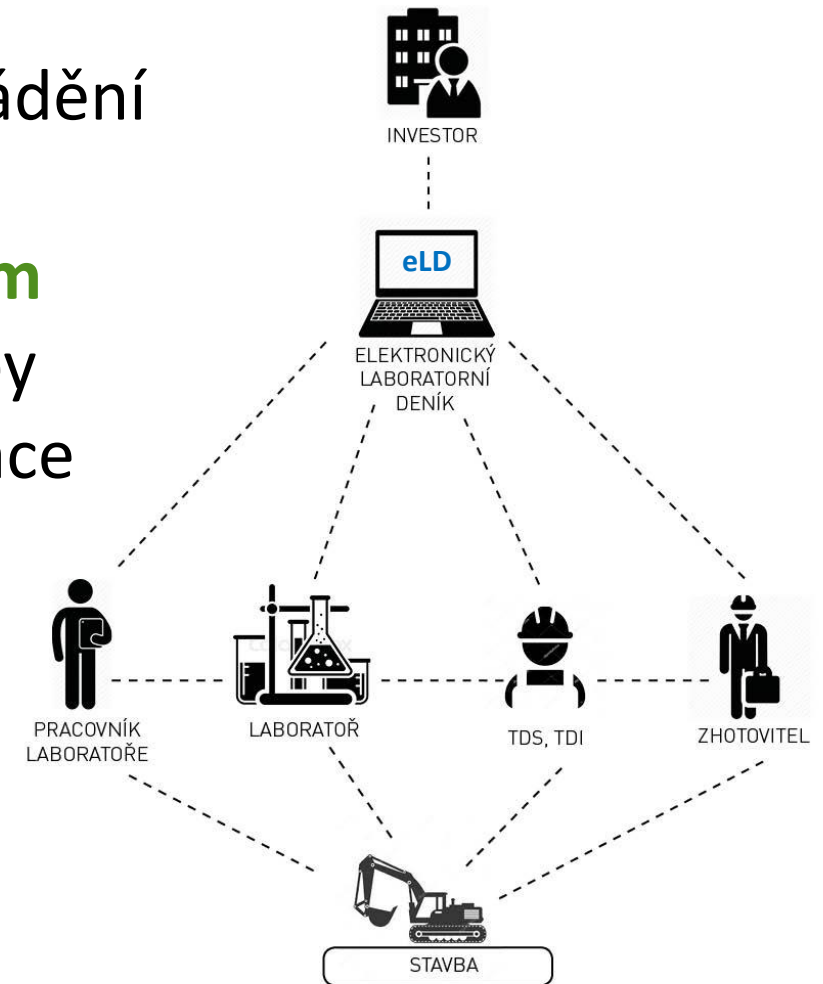 ádění
m
y
ce
INVESTOR
eLD
ELEKTRONICKÝ
LABORATORNÍ
DENÍK
PRACOVNÍK
LABORATOŘE
LABORATOŘ
TDS, TDI
ZHOTOVITEL
STAVBA